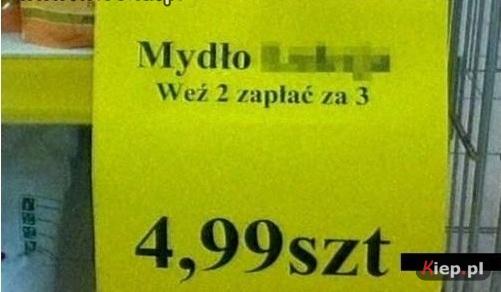 Mydło
Weź 2 zapłać za 3
4,99szt
Kiep.pl